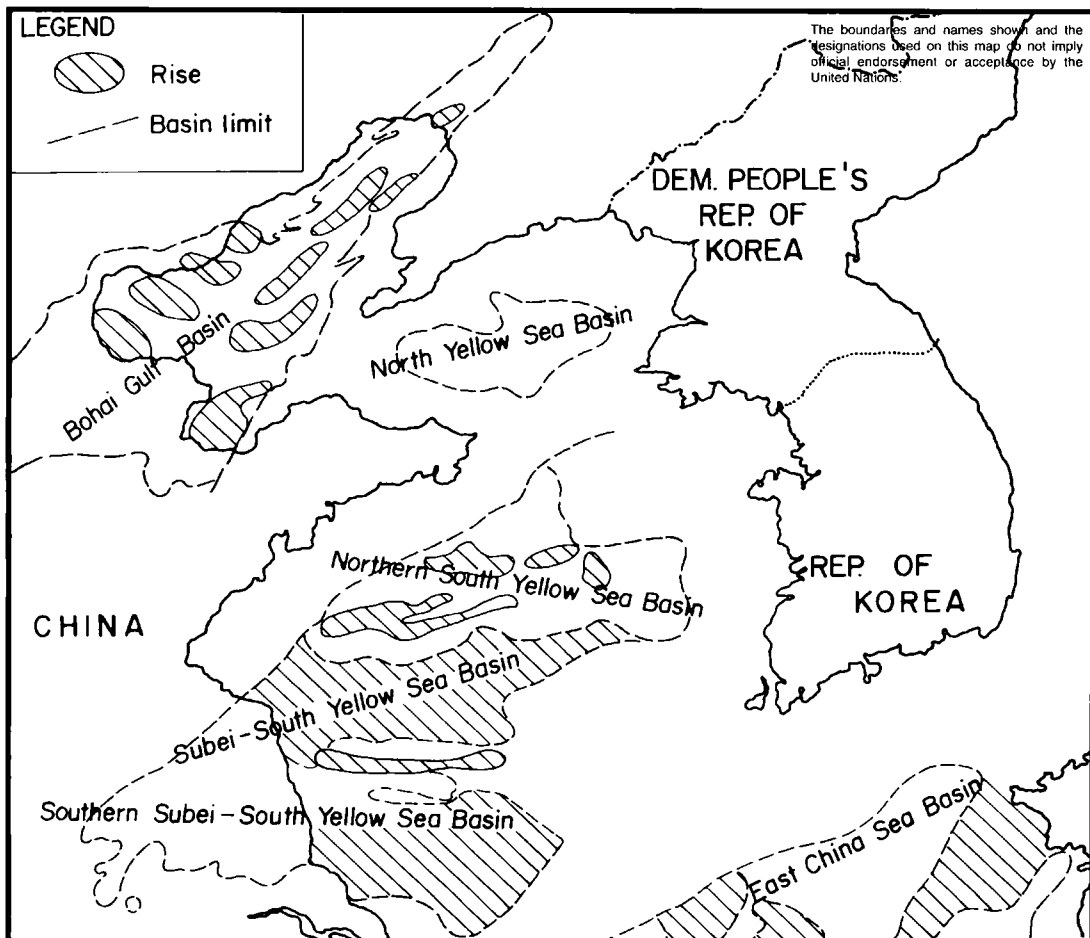 LEGEND
Rise
Basin limit
The boundaries and names shown and the
designations used on this map do not imply
official endorsement or acceptance by the
United Nations.
DEM. PEOPLE'S
REP. OF
KOREA
Bohai Gulf Basin
North Yellow Sea Basin
Northern South Yellow Sea Basin
REP. OF
KOREA
CHINA
Subei-South Yellow Sea Basin
Southern Subei-South Yellow Sea Basin
East China Sea Basin